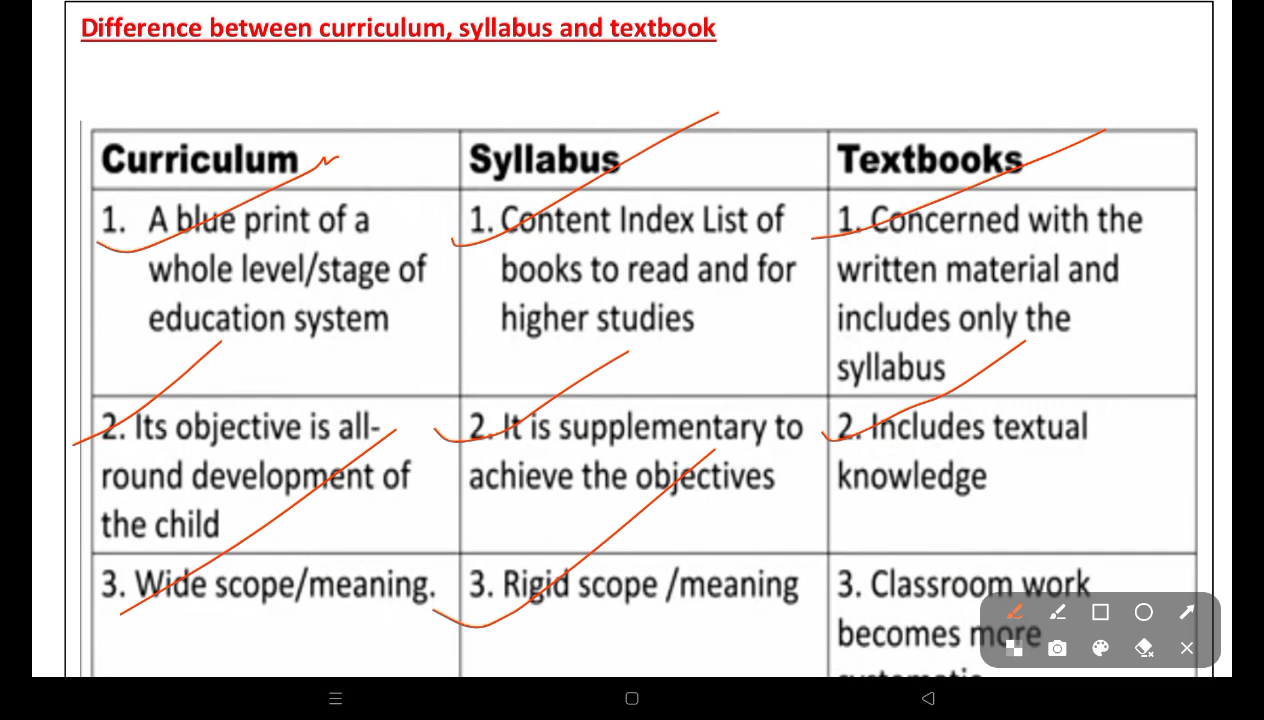 Difference between curriculum, syllabus and textbook
Curriculum
Syllabus
Textbooks
1. A blue print of a
whole level/stage of
education system
1. Content Index List of
books to read and for
higher studies
1. Concerned with the
written material and
includes only the
syllabus
2. Its objective is all-
round development of
the child
2. It is supplementary to
achieve the objectives
2. Includes textual
knowledge
3. Wide scope/meaning.
3. Rigid scope /meaning
3. Classroom work
becomes more